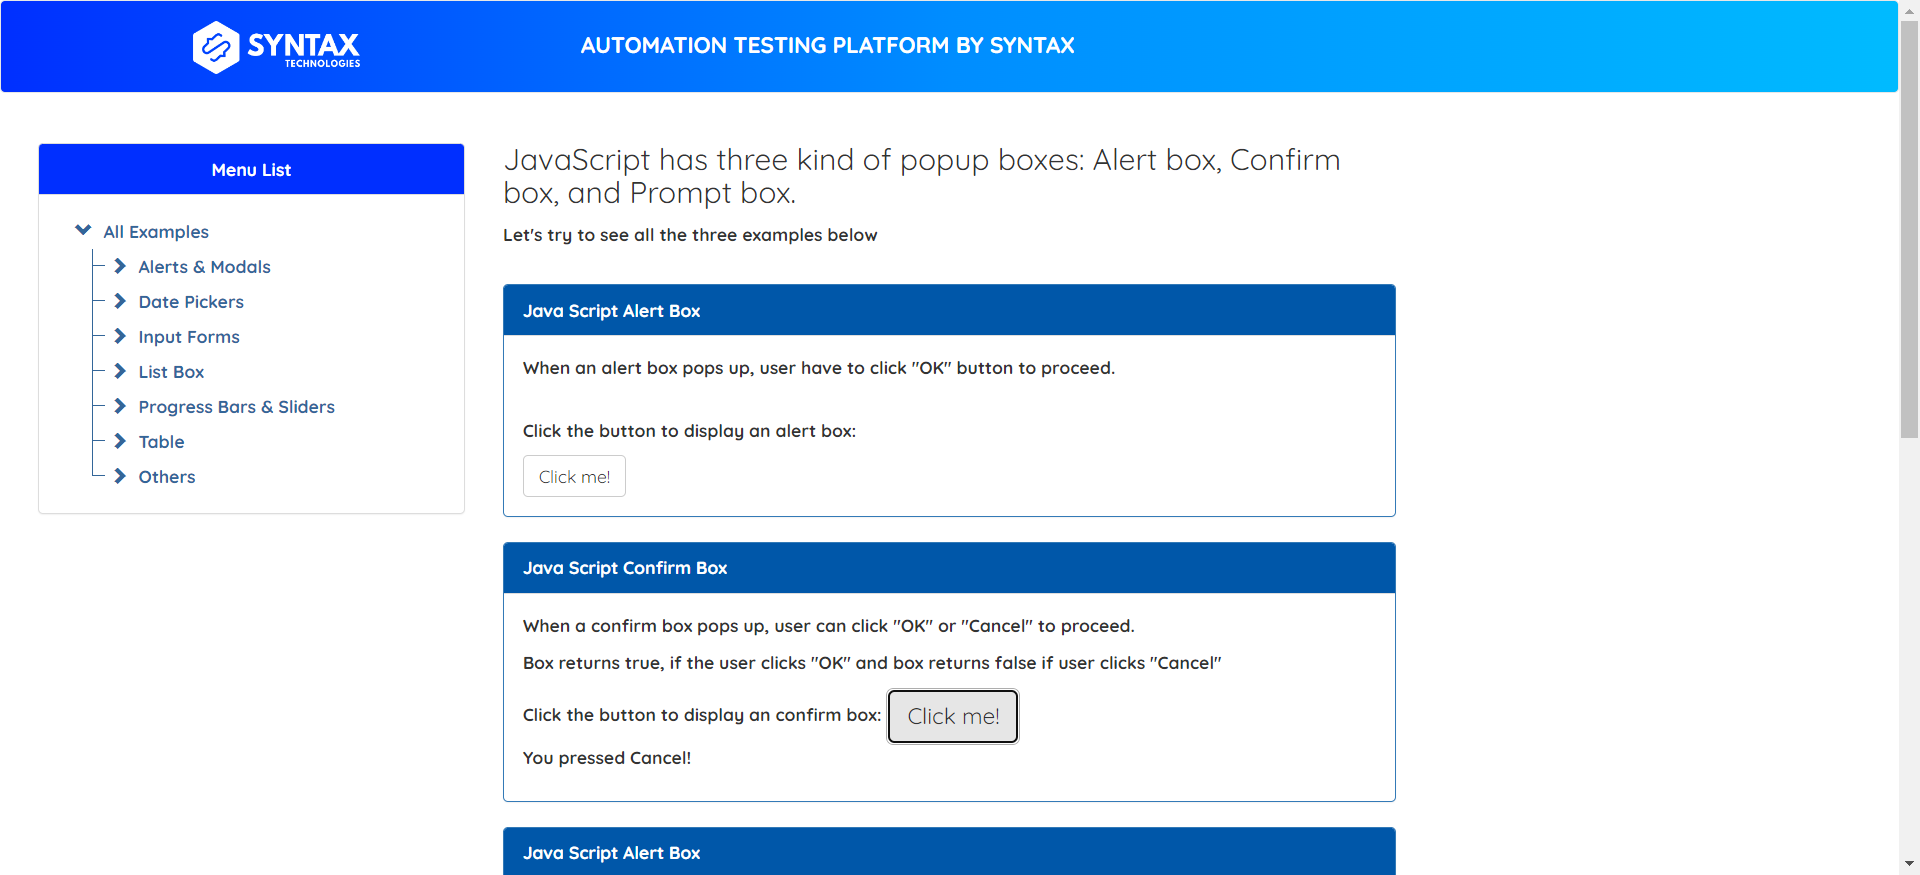 SYNTAX
TECHNOLOGIES
AUTOMATION TESTING PLATFORM BY SYNTAX
Menu List
All Examples
Alerts & Modals
Date Pickers
Input Forms
List Box
Progress Bars & Sliders
Table
Others
JavaScript has three kind of popup boxes: Alert box, Confirm
box, and Prompt box.
Let's try to see all the three examples below
Java Script Alert Box
When an alert box pops up, user have to click "OK" button to proceed.
Click the button to display an alert box:
Click me!
Java Script Confirm Box
When a confirm box pops up, user can click "OK" or "Cancel" to proceed.
Box returns true, if the user clicks "OK" and box returns false if user clicks "Cancel"
Click the button to display an confirm box: Click me!
You pressed Cancel!
Java Script Alert Box